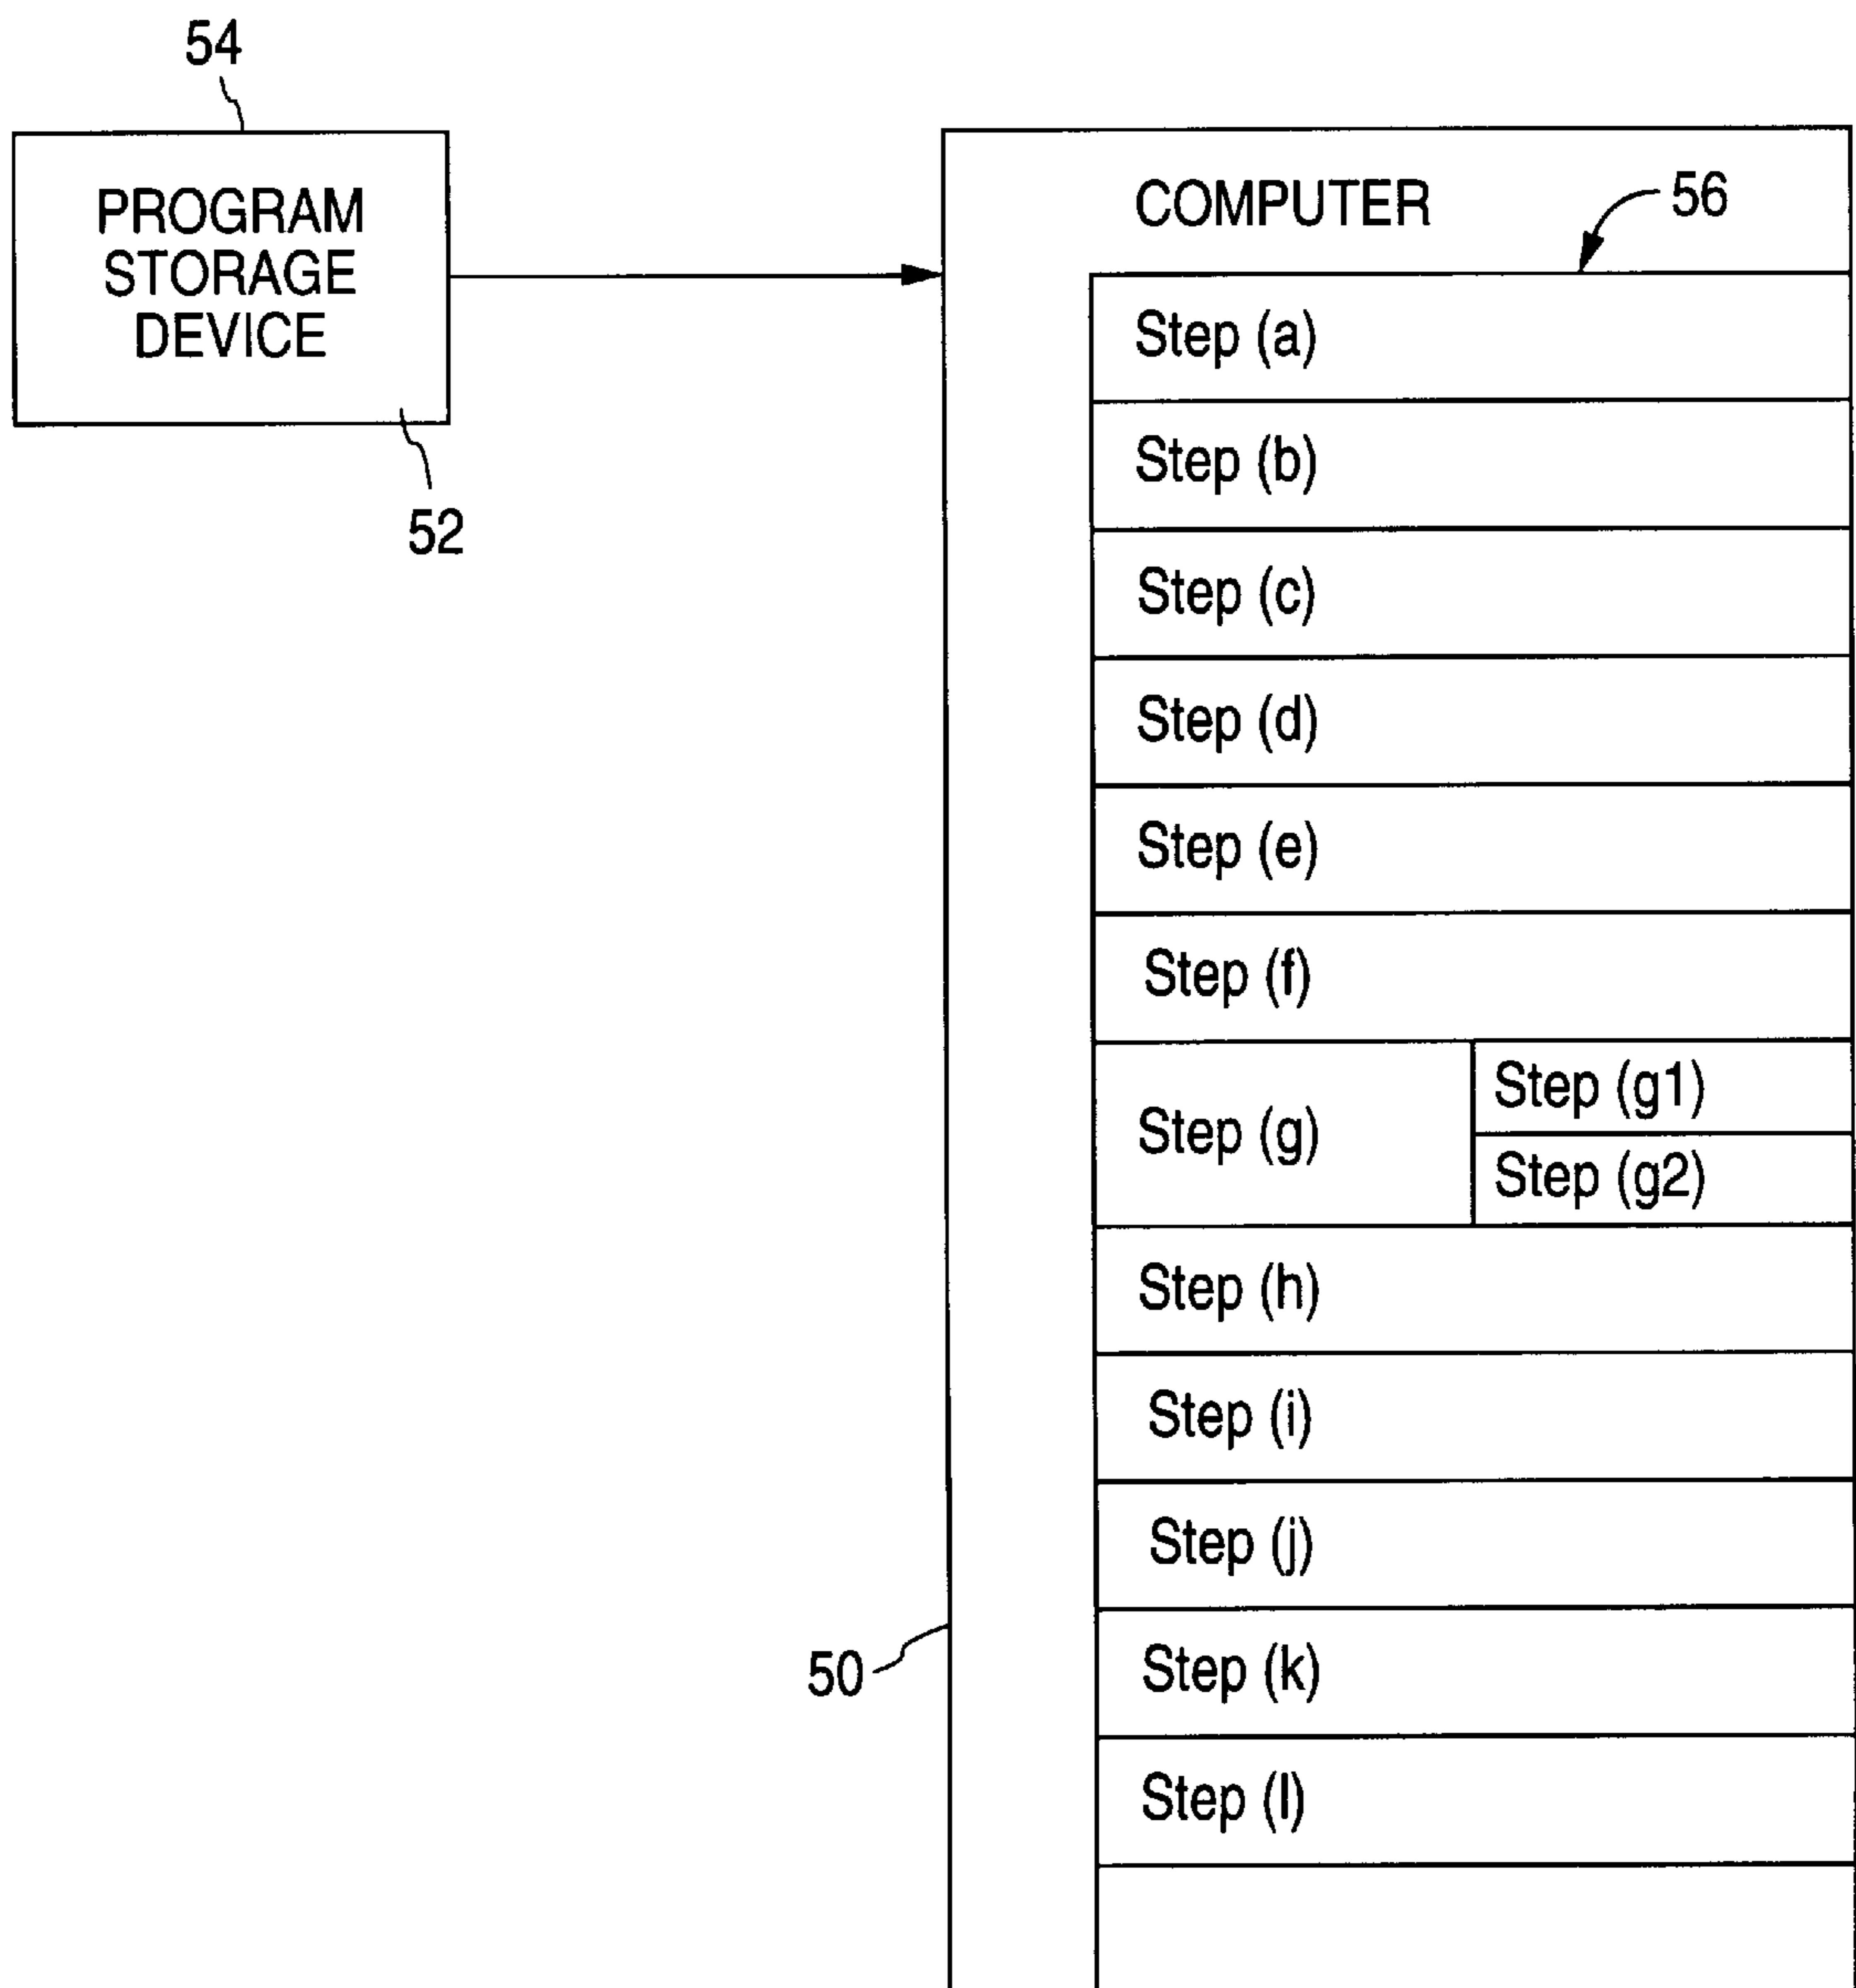 54
PROGRAM
STORAGE
DEVICE
52
COMPUTER
56
Step (a)
Step (b)
Step (c)
Step (d)
Step (e)
Step (f)
Step (g)
Step (g1)
Step (g2)
Step (h)
Step (i)
Step (j)
50
Step (k)
Step (l)